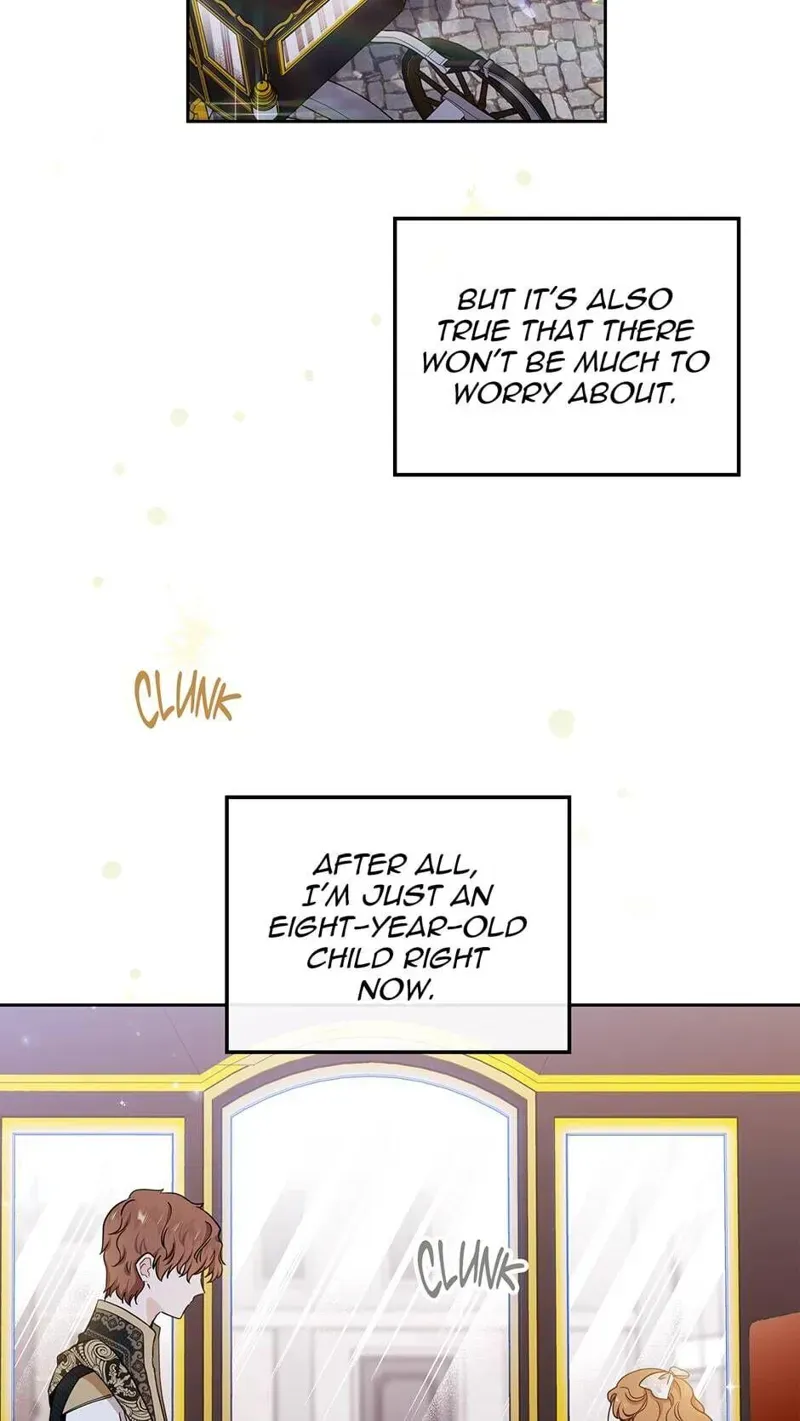 BUT IT'S ALSO
TRUE THAT THERE
WON'T BE MUCH TO
WORRY ABOUT.
CLUNK
AFTER ALL,
I'M JUST AN
EIGHT-YEAR-OLD
CHILD RIGHT
NOW.
CLUNK